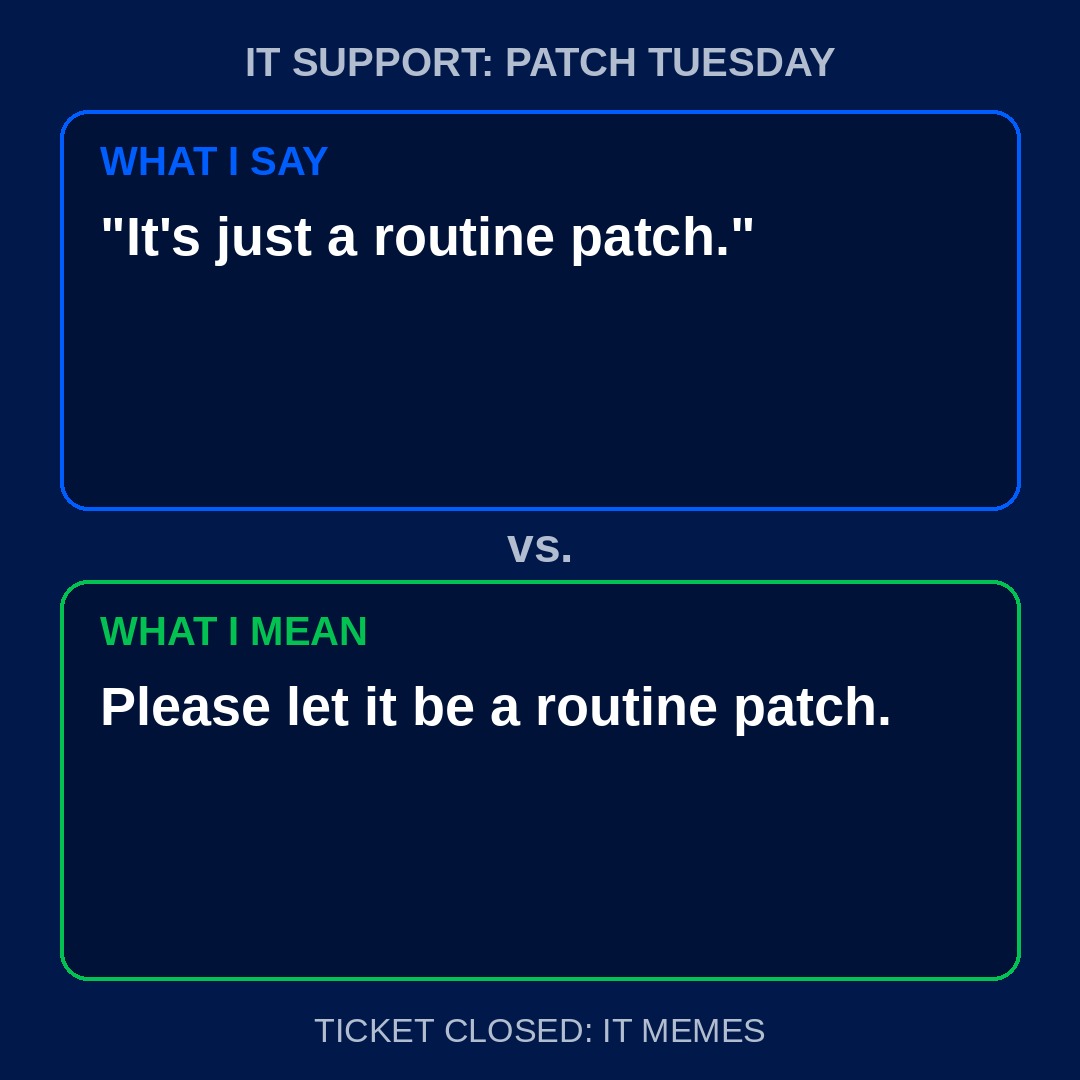 IT SUPPORT: PATCH TUESDAY
WHAT I SAY
"It's just a routine patch."
vs.
WHAT I MEAN
Please let it be a routine patch.
TICKET CLOSED: IT MEMES